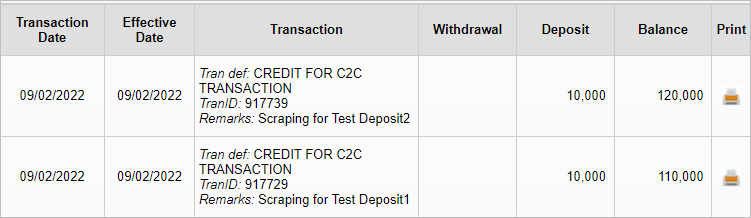 Transaction Date Effective Date Transaction Withdrawal Deposit Balance Print
09/02/2022 09/02/2022 Tran def: CREDIT FOR C2C
TRANSACTION
TranID: 917739
Remarks: Scraping for Test Deposit2 10,000 120,000
09/02/2022 09/02/2022 Tran def: CREDIT FOR C2C
TRANSACTION
TranID: 917729
Remarks: Scraping for Test Deposit1 10,000 110,000